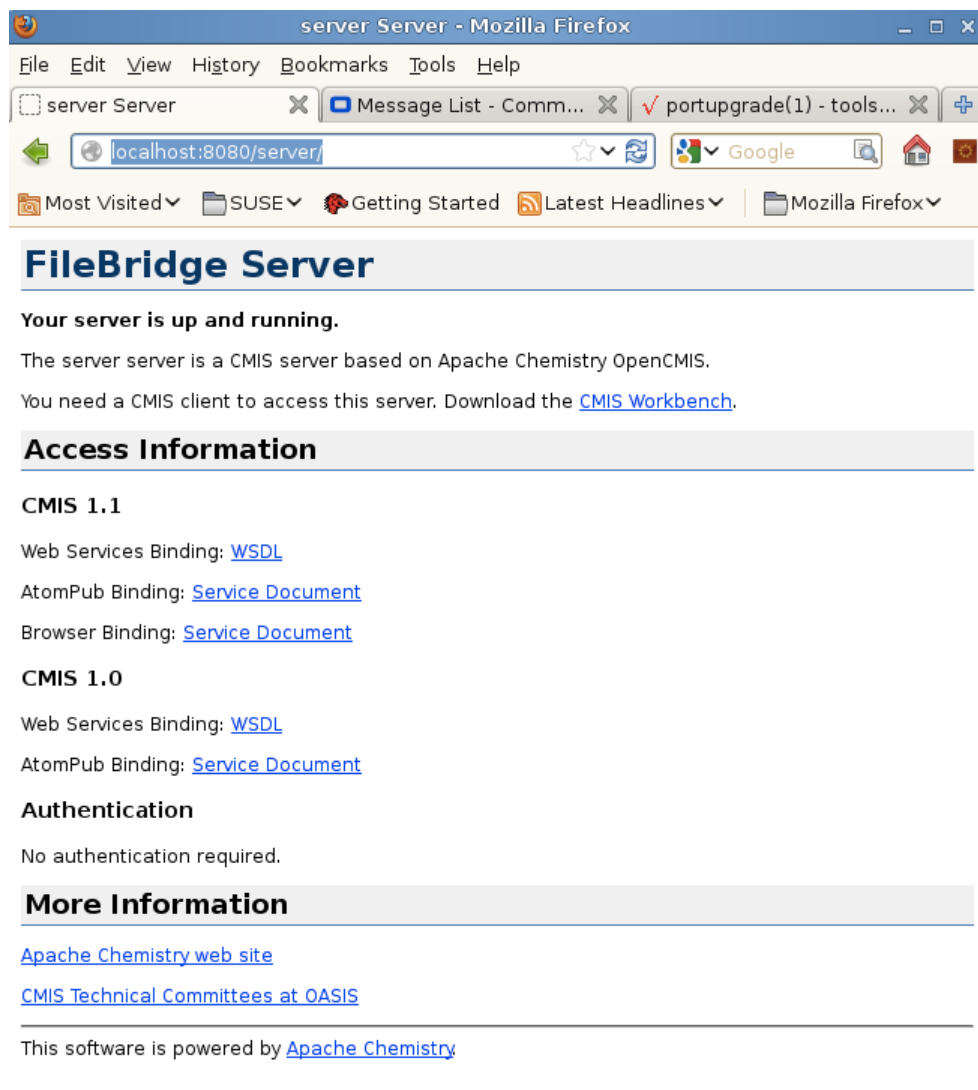 server Server - Mozilla Firefox
File Edit View History Bookmarks Tools Help
server Server Message List - Comm... portupgrade(1) - tools...
localhost:8080/server/ Google
Most Visited SUSE Getting Started Latest Headlines Mozilla Firefox
FileBridge Server
Your server is up and running.
The server server is a CMIS server based on Apache Chemistry OpenCMIS.
You need a CMIS client to access this server. Download the CMIS Workbench.
Access Information
CMIS 1.1
Web Services Binding: WSDL
AtomPub Binding: Service Document
Browser Binding: Service Document
CMIS 1.0
Web Services Binding: WSDL
AtomPub Binding: Service Document
Authentication
No authentication required.
More Information
Apache Chemistry web site
CMIS Technical Committees at OASIS
This software is powered by Apache Chemistry.